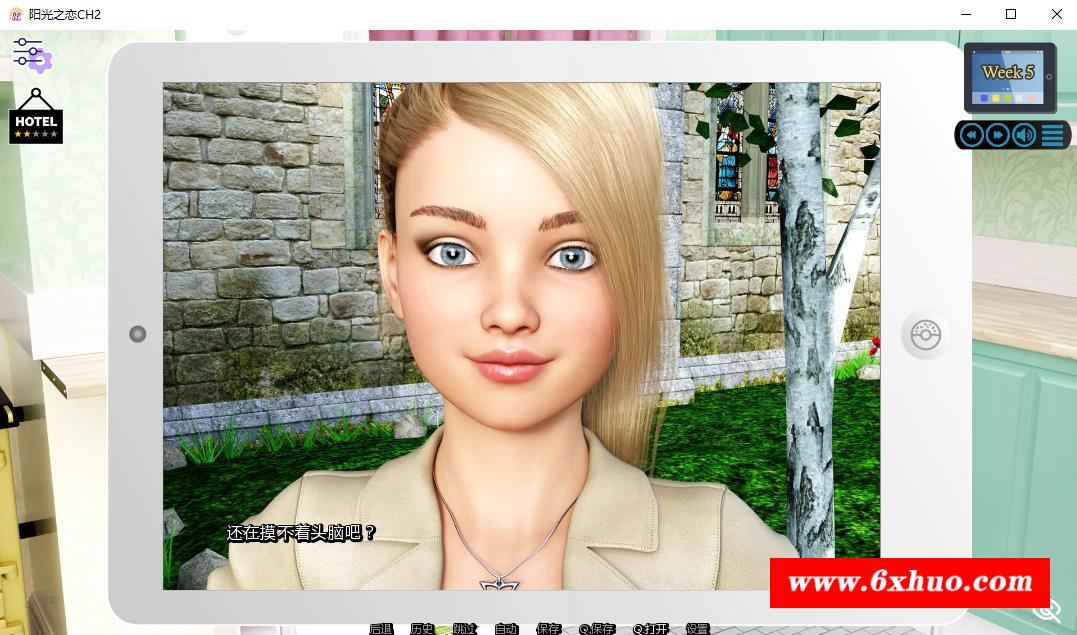 阳光之恋CH2
HOTEL
Week 5
还在摸不着头脑吧？
www.6xhuo.com
后退 历史 跳过 自动 保存 Q.保存 Q.打开 设置